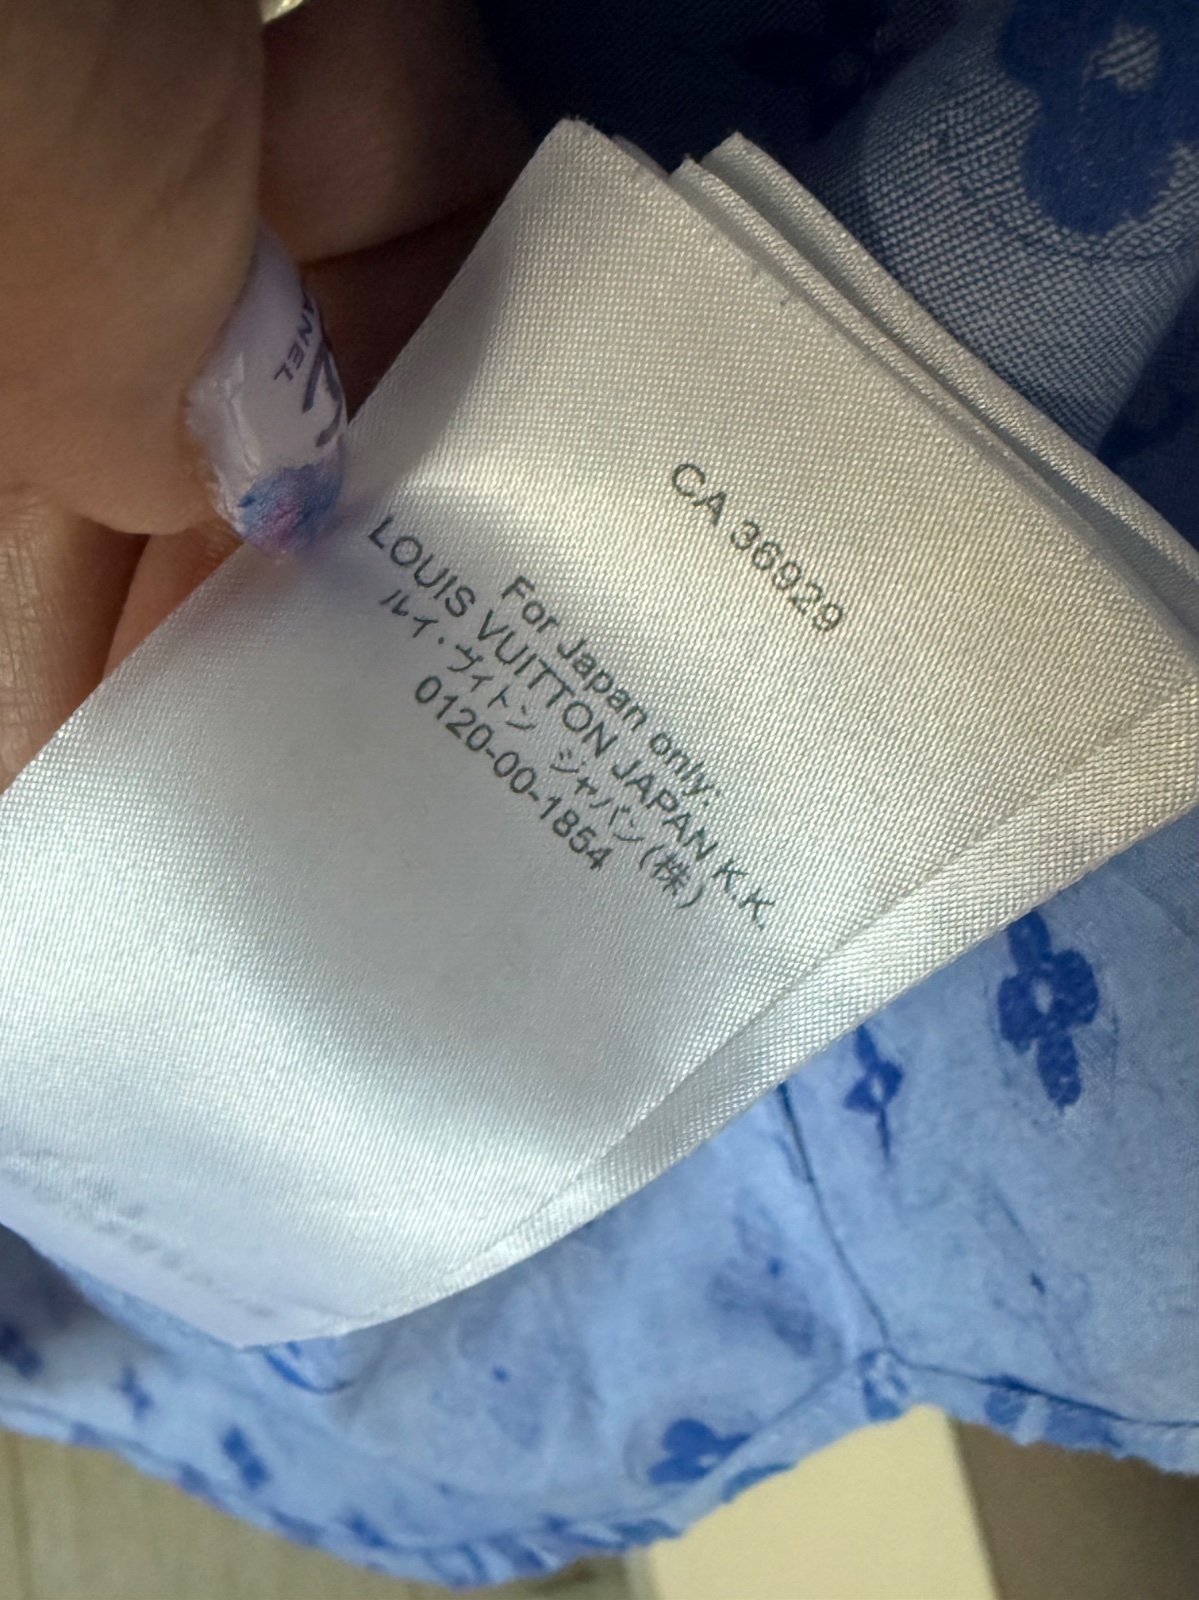 CA 36929
For Japan only:
LOUIS VUITTON JAPAN K.K.
ルイ・ヴィトン ジャパン(株)
0120-00-1854
ANEL